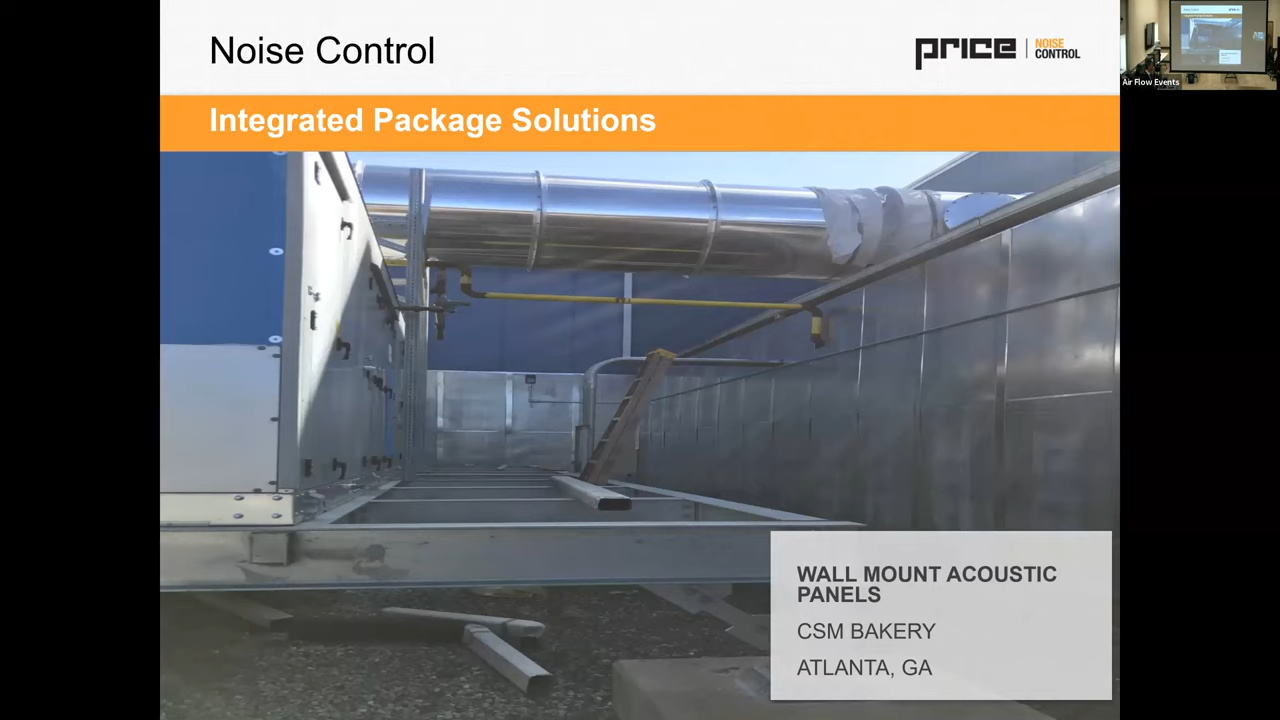 Noise Control
PRICE
NOISE
CONTROL
Air Flow Events
Integrated Package Solutions
WALL MOUNT ACOUSTIC
PANELS
CSM BAKERY
ATLANTA, GA